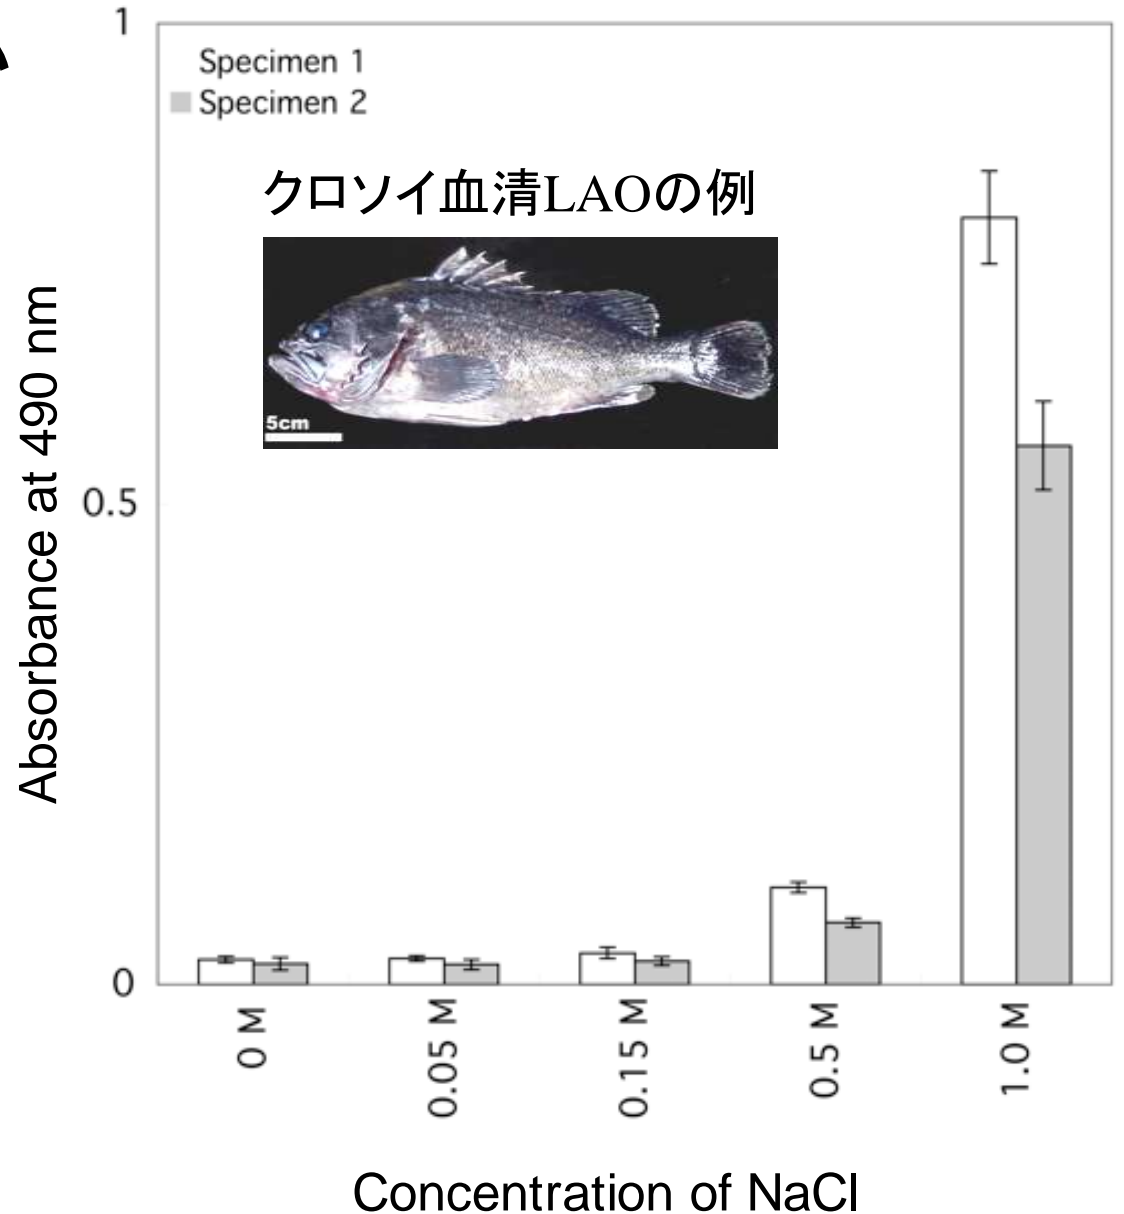 1
Specimen 1
Specimen 2
クロソイ血清LAOの例
5cm
Absorbance at 490 nm
0.5
0
0 M
0.05 M
0.15 M
0.5 M
1.0 M
Concentration of NaCl